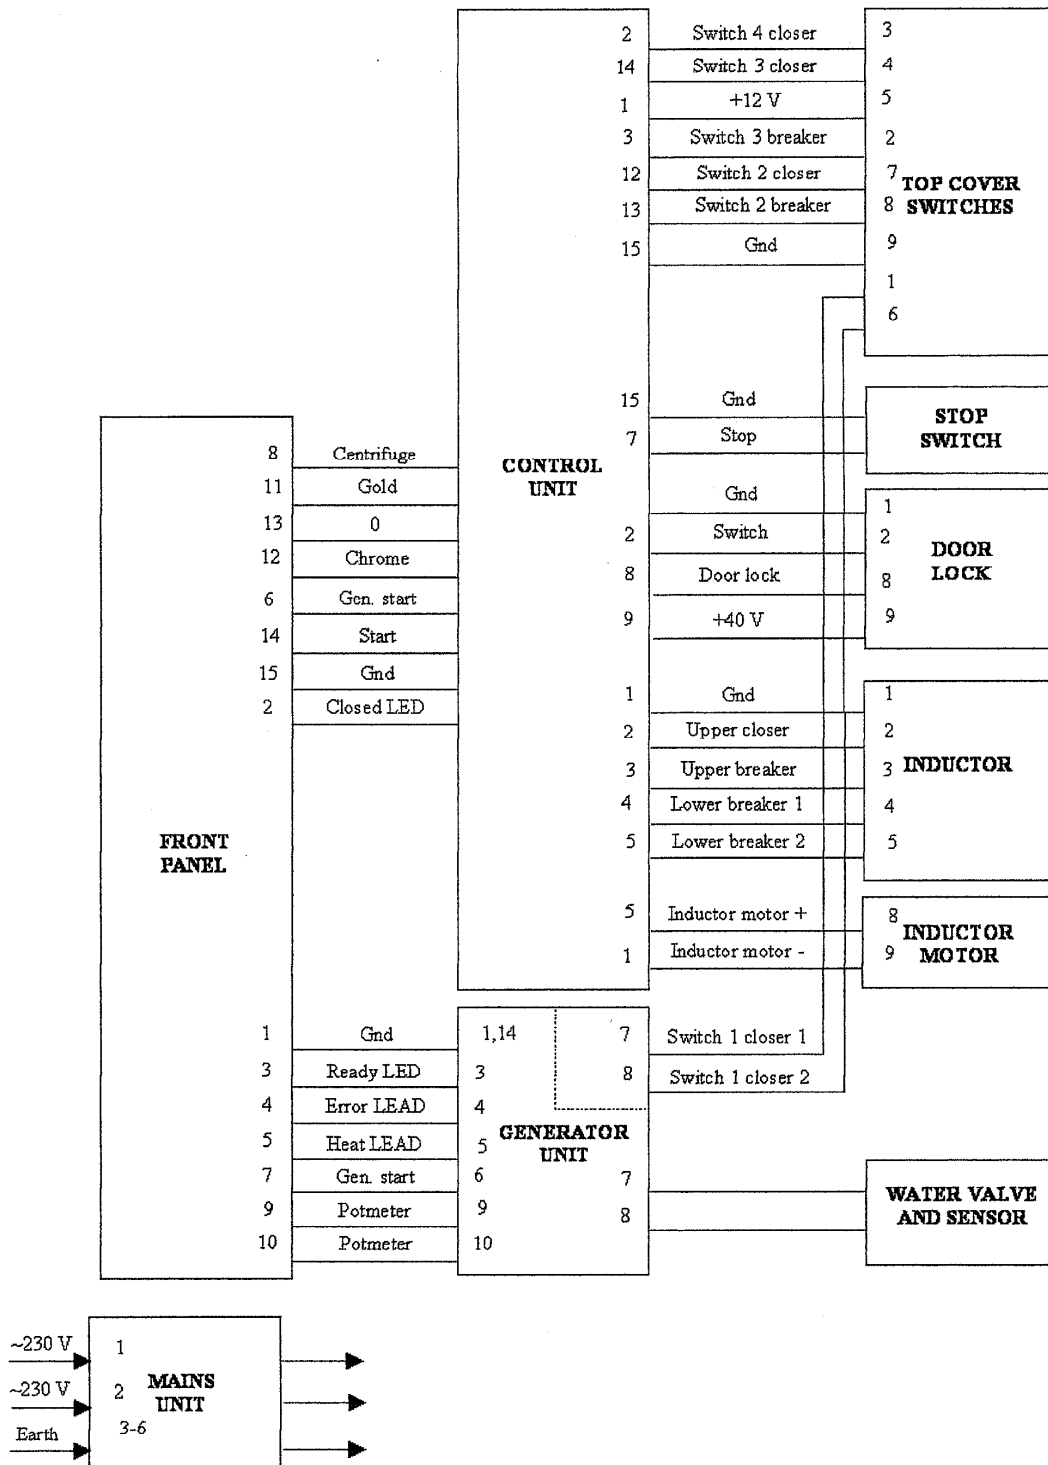 2 Switch 4 closer 3
14 Switch 3 closer 4
1 +12 V 5
3 Switch 3 breaker 2
12 Switch 2 closer 7
TOP COVER
SWITCHES
13 Switch 2 breaker 8
15 Gnd 9
1
6
15 Gnd
7 Stop
STOP
SWITCH
8 Centrifuge
11 Gold
13 0
12 Chrome
6 Gen. start
14 Start
15 Gnd
2 Closed LED
CONTROL
UNIT
Gnd 1
2 Switch 2
8 Door lock 8
9 +40 V 9
DOOR
LOCK
1 Gnd 1
2 Upper closer 2
3 Upper breaker 3
4 Lower breaker 1 4
5 Lower breaker 2 5
INDUCTOR
FRONT
PANEL
5 Inductor motor + 8
1 Inductor motor - 9
INDUCTOR
MOTOR
1 Gnd 1,14
3 Ready LED 3
4 Error LEAD 4
5 Heat LEAD 5
7 Gen. start 6
9 Potmeter 9
10 Potmeter 10
7 Switch 1 closer 1
8 Switch 1 closer 2
GENERATOR
UNIT
7
8
WATER VALVE
AND SENSOR
~230 V 1
~230 V 2
Earth 3-6
MAINS
UNIT